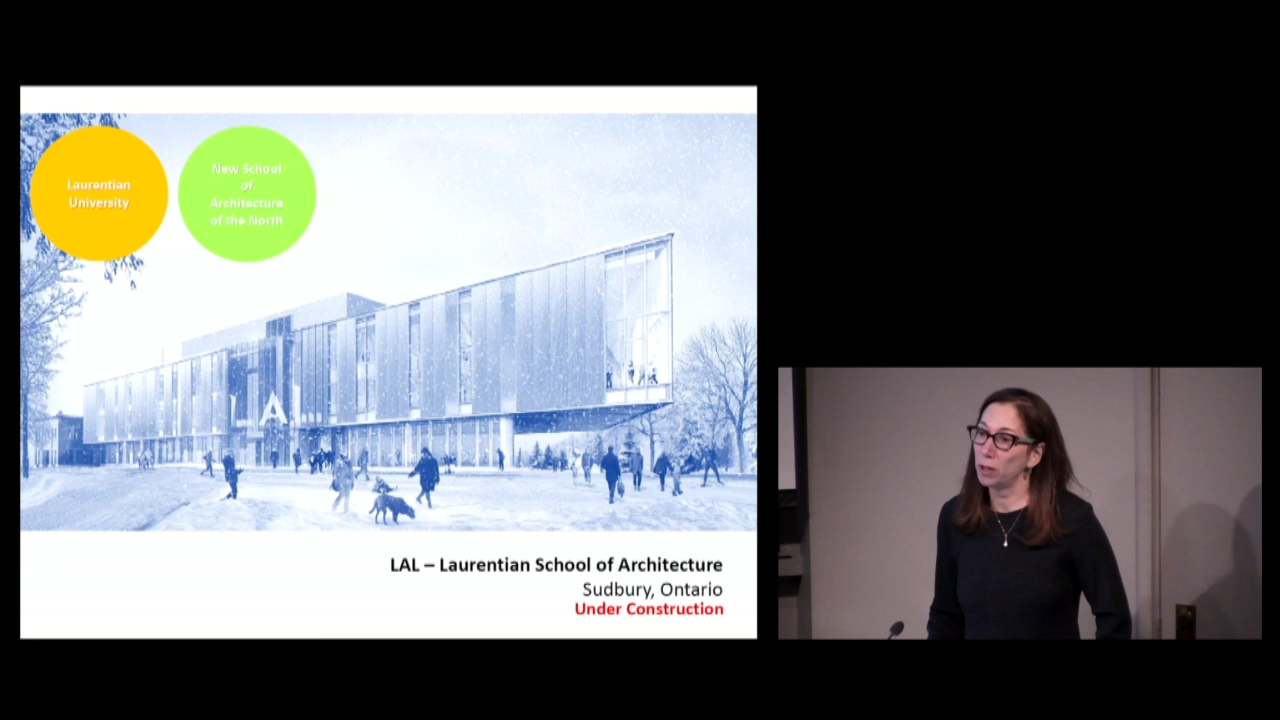 Laurentian
University
New School
of
Architecture
of the North
A
LAL – Laurentian School of Architecture
Sudbury, Ontario
Under Construction